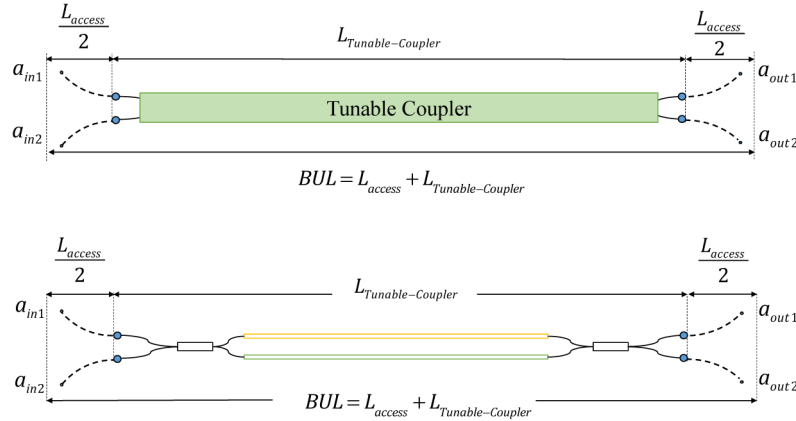 L_access/2 L_Tunable−Coupler L_access/2
a_in1 a_out1
Tunable Coupler
a_in2 a_out2
BUL = L_access + L_Tunable−Coupler
L_access/2 L_Tunable−Coupler L_access/2
a_in1 a_out1
a_in2 a_out2
BUL = L_access + L_Tunable−Coupler